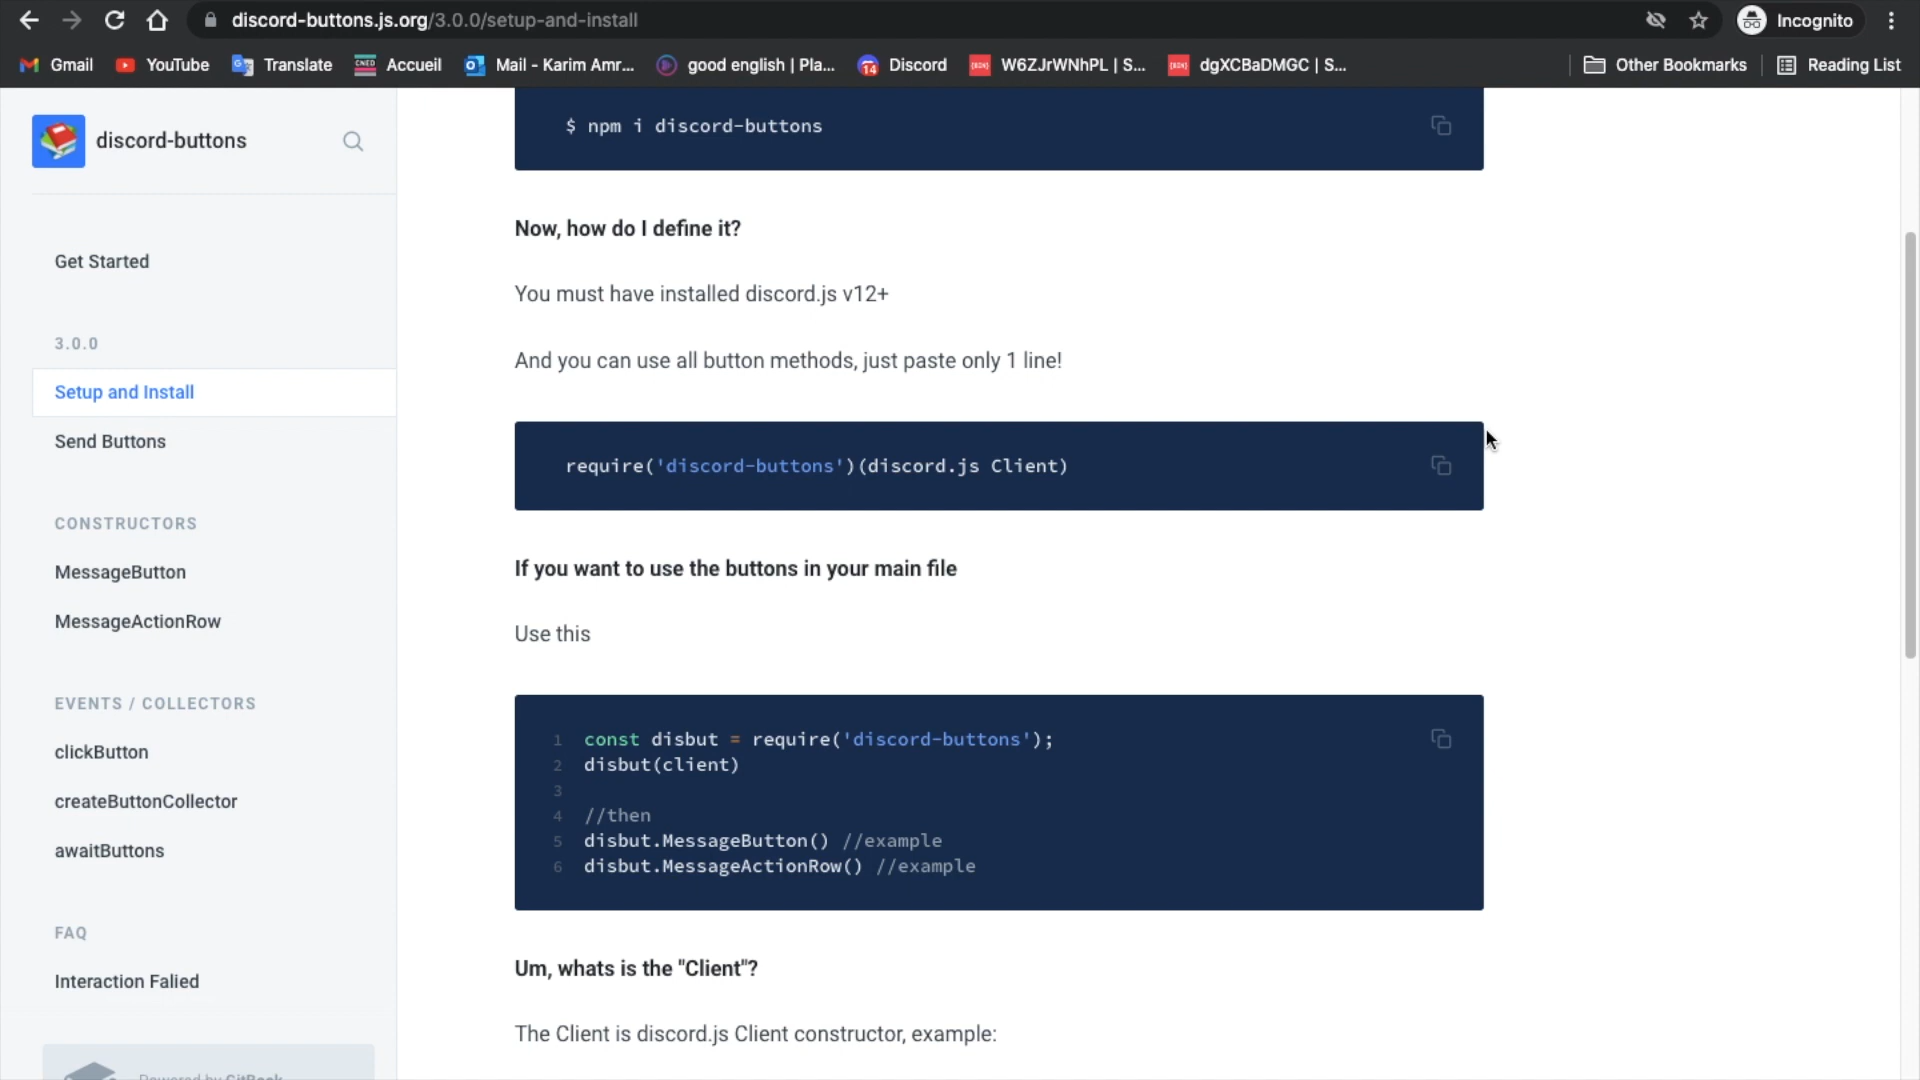 discord-buttons.js.org/3.0.0/setup-and-install
Incognito
Gmail
YouTube
Translate
CNED
Accueil
Mail - Karim Amr...
good english | Pla...
14
Discord
W6ZJrWNhPL | S...
dgXCBaDMGC | S...
Other Bookmarks
Reading List
discord-buttons
Get Started
3.0.0
Setup and Install
Send Buttons
CONSTRUCTORS
MessageButton
MessageActionRow
EVENTS / COLLECTORS
clickButton
createButtonCollector
awaitButtons
FAQ
Interaction Falied
Powered by GitBook
$ npm i discord-buttons
Now, how do I define it?
You must have installed discord.js v12+
And you can use all button methods, just paste only 1 line!
require('discord-buttons')(discord.js Client)
If you want to use the buttons in your main file
Use this
1 const disbut = require('discord-buttons');
2 disbut(client)
3
4 //then
5 disbut.MessageButton() //example
6 disbut.MessageActionRow() //example
Um, whats is the "Client"?
The Client is discord.js Client constructor, example: